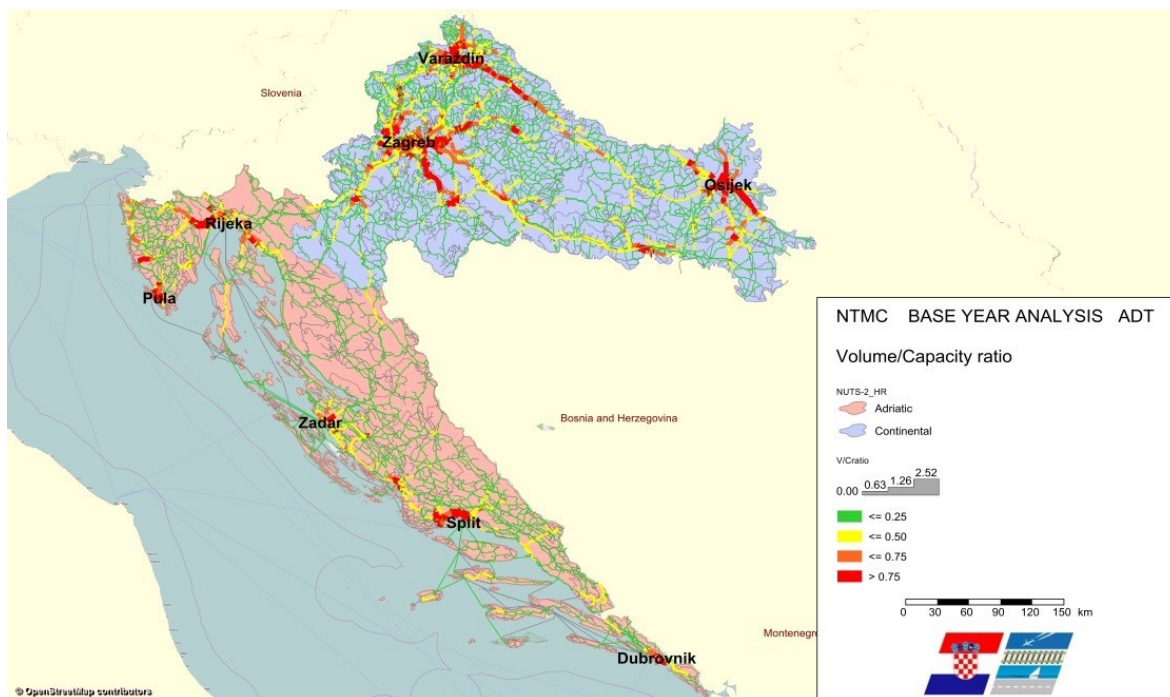 Varaždin
Slovenia
Zagreb
Osijek
Rijeka
Pula
Zadar
Bosnia and Herzegovina
Split
Montenegro
Dubrovnik
© OpenStreetMap contributors
NTMC BASE YEAR ANALYSIS ADT
Volume/Capacity ratio
NUTS-2_HR
Adriatic
Continental
V/Cratio
0.00 0.63 1.26 2.52
<= 0.25
<= 0.50
<= 0.75
> 0.75
0 30 60 90 120 150 km